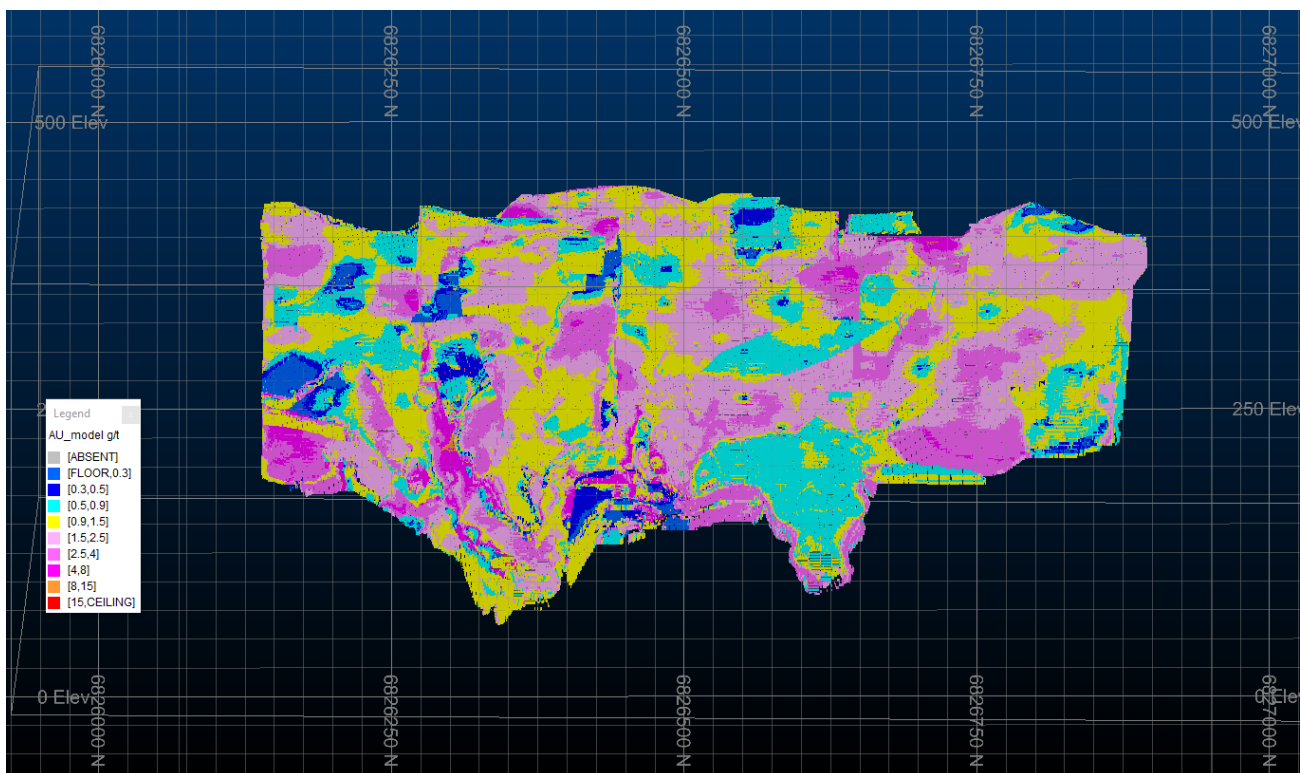 6826000 N
6826250 N
6826500 N
6826750 N
6827000 N
500 Elev
500 Elev
Legend
AU_model g/t
[ABSENT]
[FLOOR,0.3]
[0.3,0.5]
[0.5,0.9]
[0.9,1.5]
[1.5,2.5]
[2.5,4]
[4,8]
[8,15]
[15,CEILING]
2
250 Elev
0 Elev
0 Elev
6826000 N
6826250 N
6826500 N
6826750 N
6827000 N